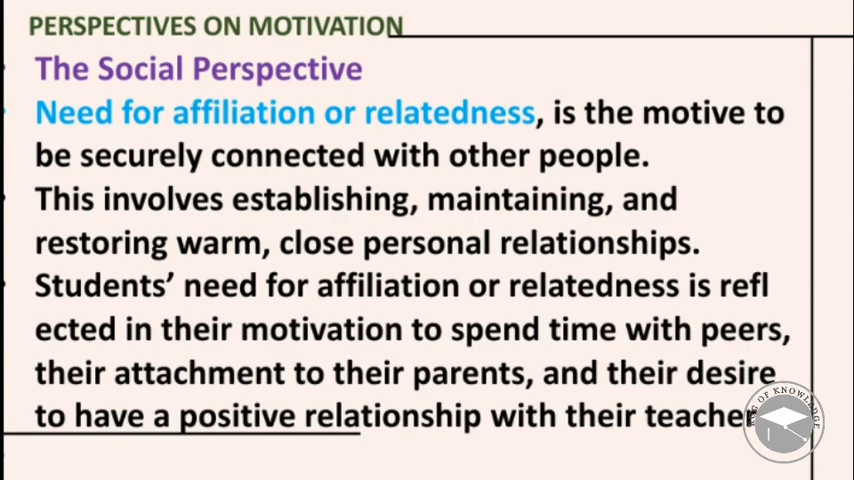 PERSPECTIVES ON MOTIVATION
The Social Perspective
Need for affiliation or relatedness, is the motive to
be securely connected with other people.
This involves establishing, maintaining, and
restoring warm, close personal relationships.
Students’ need for affiliation or relatedness is refl
ected in their motivation to spend time with peers,
their attachment to their parents, and their desire
to have a positive relationship with their teacher
OF KNOWLEDGE